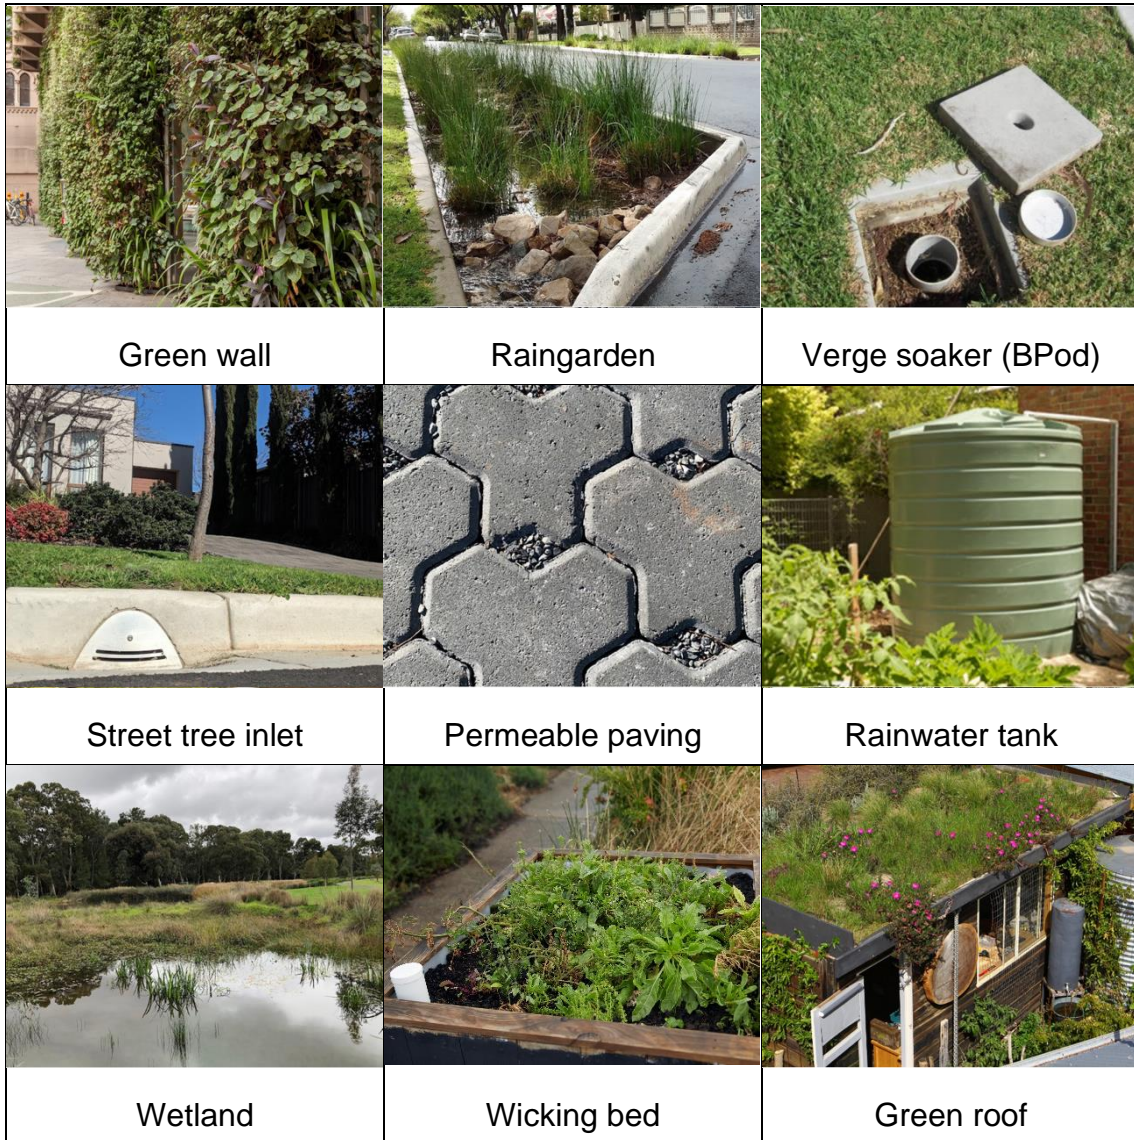 Green wall
Raingarden
Verge soaker (BPod)
Street tree inlet
Permeable paving
Rainwater tank
Wetland
Wicking bed
Green roof